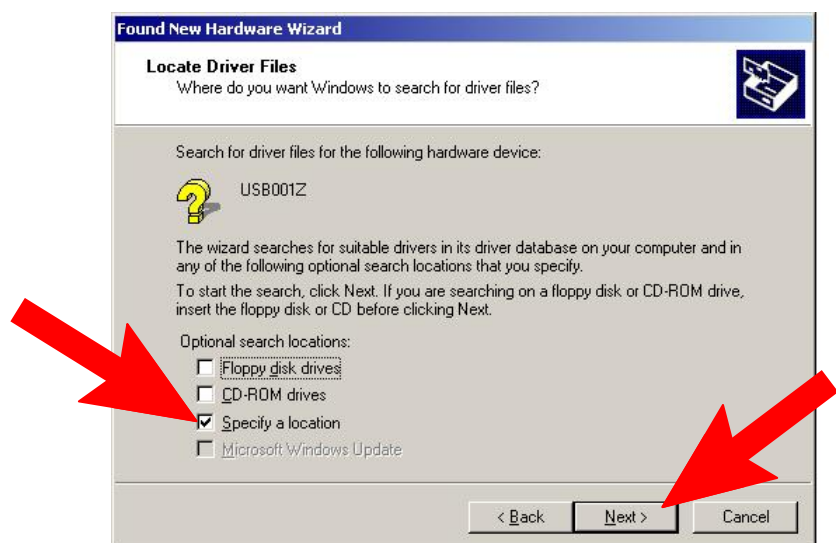 Found New Hardware Wizard
Locate Driver Files
Where do you want Windows to search for driver files?
Search for driver files for the following hardware device:
USB001Z
The wizard searches for suitable drivers in its driver database on your computer and in
any of the following optional search locations that you specify.
To start the search, click Next. If you are searching on a floppy disk or CD-ROM drive,
insert the floppy disk or CD before clicking Next.
Optional search locations:
Floppy disk drives
CD-ROM drives
Specify a location
Microsoft Windows Update
< Back Next > Cancel